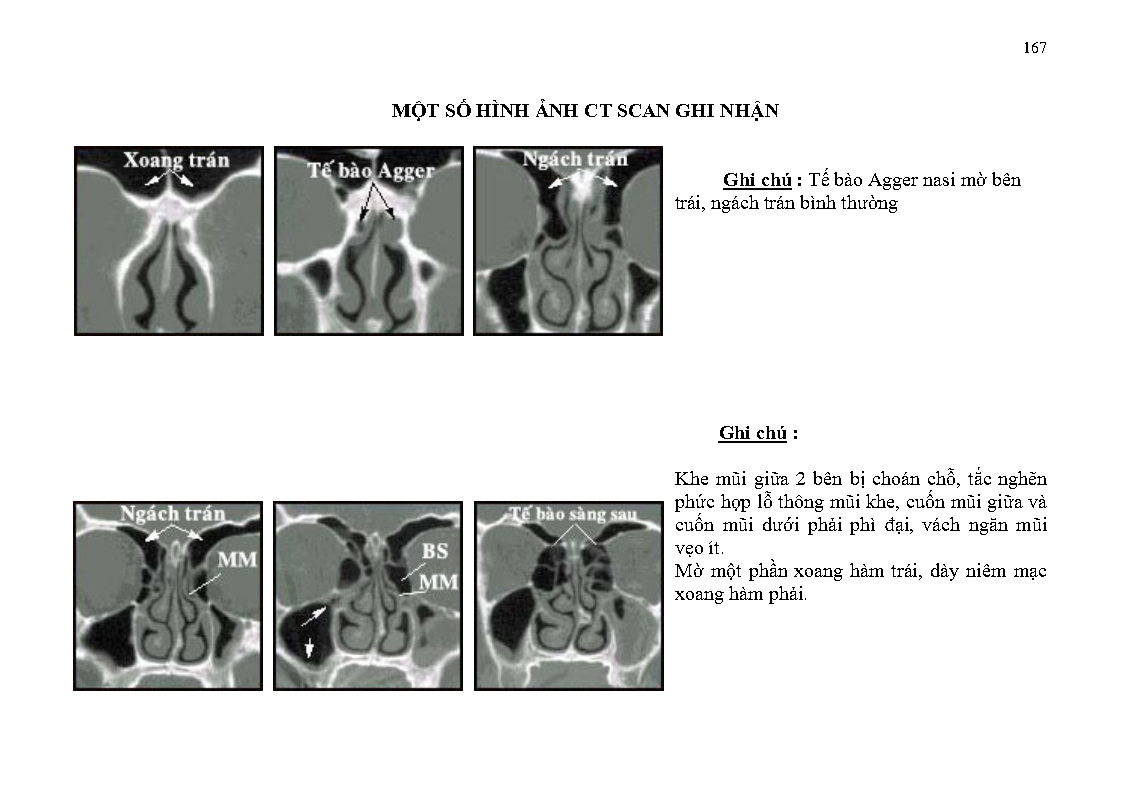 167
MỘT SỐ HÌNH ẢNH CT SCAN GHI NHẬN
Xoang trán
Tế bào Agger
Ngách trán
Ghi chú : Tế bào Agger nasi mờ bên
trái, ngách trán bình thường
Ghi chú :
Khe mũi giữa 2 bên bị choán chỗ, tắc nghẽn
phức hợp lỗ thông mũi khe, cuốn mũi giữa và
cuốn mũi dưới phải phì đại, vách ngăn mũi
vẹo ít.
Mờ một phần xoang hàm trái, dày niêm mạc
xoang hàm phải.
Ngách trán
MM
BS
MM
Tế bào sàng sau